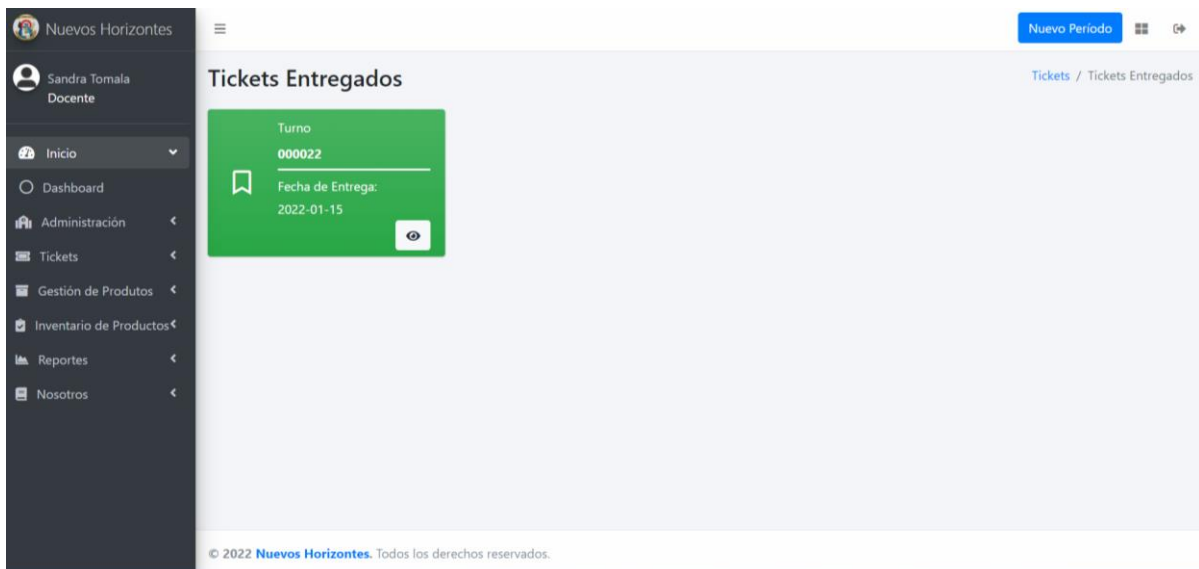 Nuevos Horizontes
Nuevo Período
Sandra Tomala
Docente
Inicio
Dashboard
Administración
Tickets
Gestión de Produtos
Inventario de Productos
Reportes
Nosotros
Tickets Entregados
Tickets / Tickets Entregados
Turno
000022
Fecha de Entrega:
2022-01-15
© 2022 Nuevos Horizontes. Todos los derechos reservados.